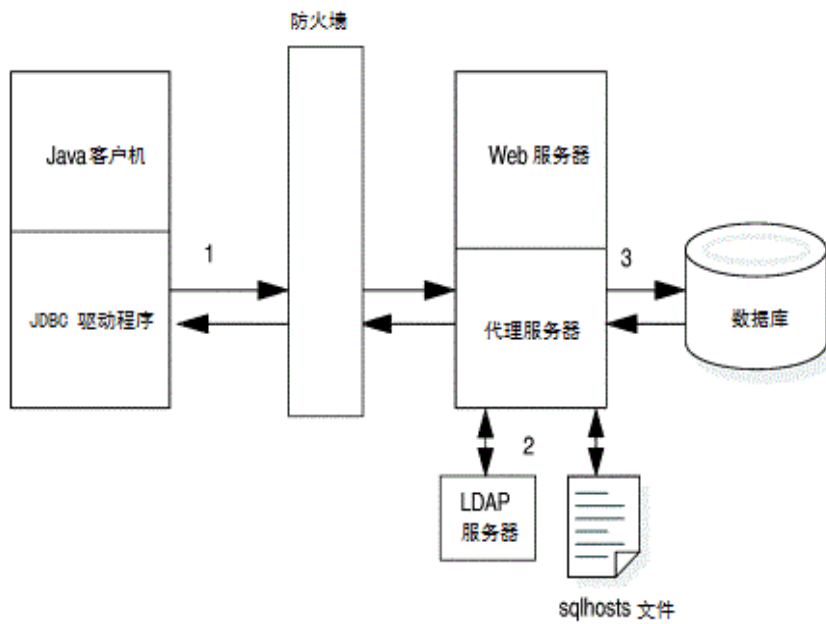 防火墙
Java 客户机
Web 服务器
1
3
JDBC 驱动程序
代理服务器
数据库
2
LDAP
服务器
sqlhosts 文件